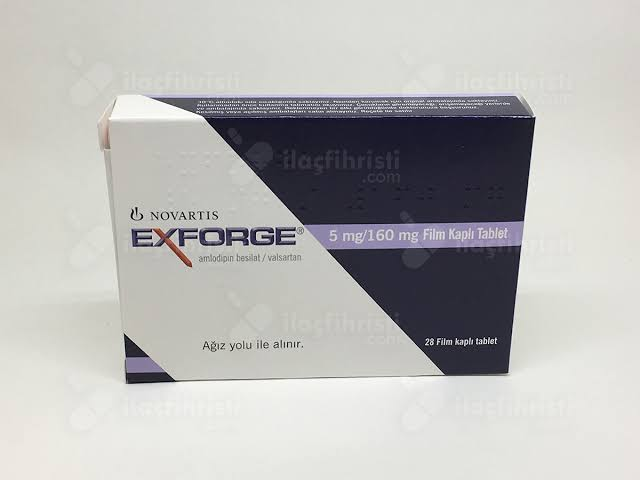 ilaçfihristi
.com
NOVARTIS
EXFORGE®
amlodipin besilat / valsartan
5 mg/160 mg Film Kaplı Tablet
Ağız yolu ile alınır.
28 Film kaplı tablet